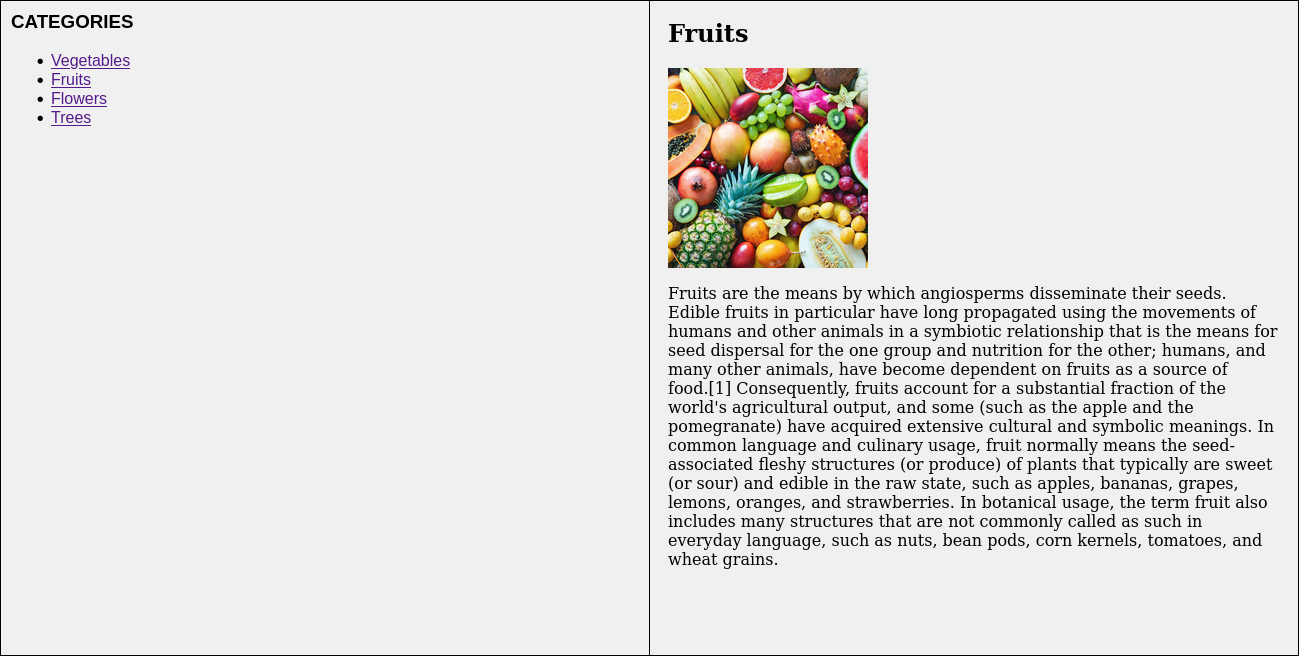 CATEGORIES
Vegetables
Fruits
Flowers
Trees
Fruits
Fruits are the means by which angiosperms disseminate their seeds.
Edible fruits in particular have long propagated using the movements of
humans and other animals in a symbiotic relationship that is the means for
seed dispersal for the one group and nutrition for the other; humans, and
many other animals, have become dependent on fruits as a source of
food.[1] Consequently, fruits account for a substantial fraction of the
world's agricultural output, and some (such as the apple and the
pomegranate) have acquired extensive cultural and symbolic meanings. In
common language and culinary usage, fruit normally means the seed-
associated fleshy structures (or produce) of plants that typically are sweet
(or sour) and edible in the raw state, such as apples, bananas, grapes,
lemons, oranges, and strawberries. In botanical usage, the term fruit also
includes many structures that are not commonly called as such in
everyday language, such as nuts, bean pods, corn kernels, tomatoes, and
wheat grains.